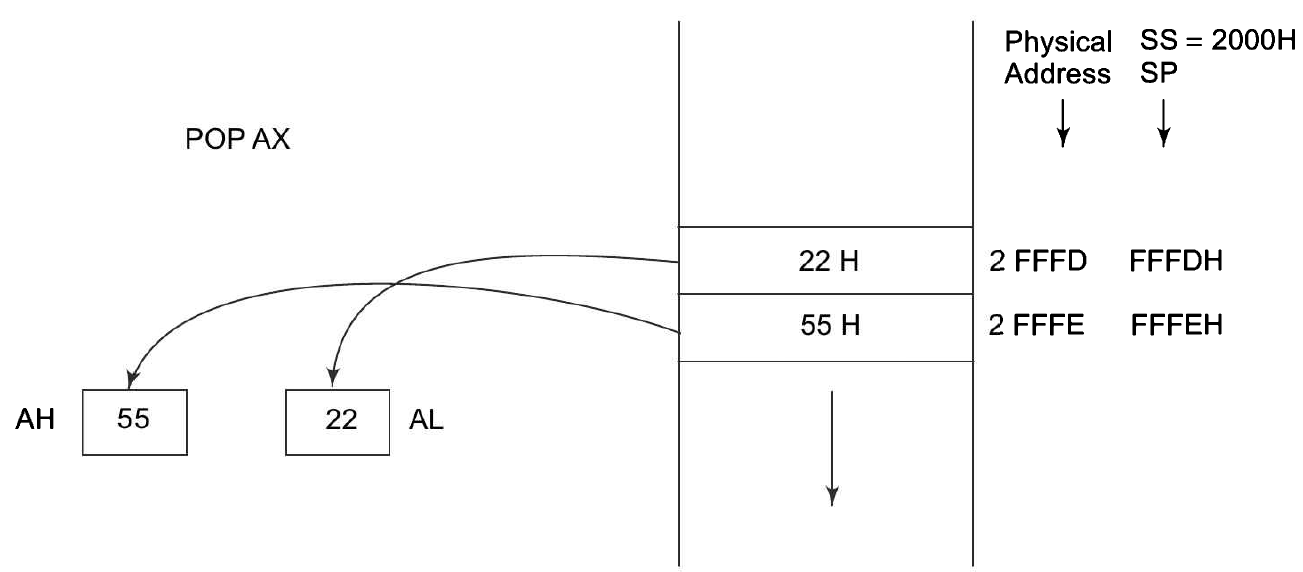 Physical SS = 2000H
Address SP
POP AX
22 H 2 FFFD FFFDH
55 H 2 FFFE FFFEH
AH 55 22 AL